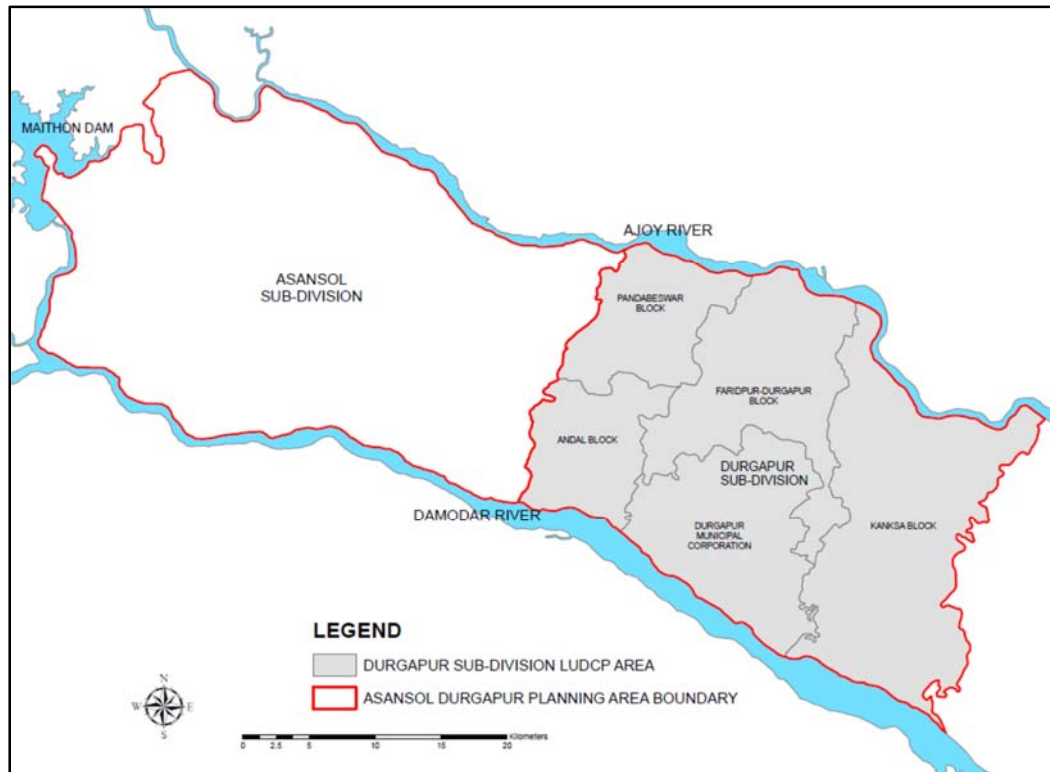 MAITHON DAM
AJOY RIVER
ASANSOL
SUB-DIVISION
PANDABESWAR
BLOCK
FARIDPUR-DURGAPUR
BLOCK
ANDAL BLOCK
DURGAPUR
SUB-DIVISION
DAMODAR RIVER
DURGAPUR
MUNICIPAL
CORPORATION
KANKSA BLOCK
LEGEND
DURGAPUR SUB-DIVISION LUDCP AREA
ASANSOL DURGAPUR PLANNING AREA BOUNDARY
N
W E
S
Kilometers
0 2.5 5 10 15 20